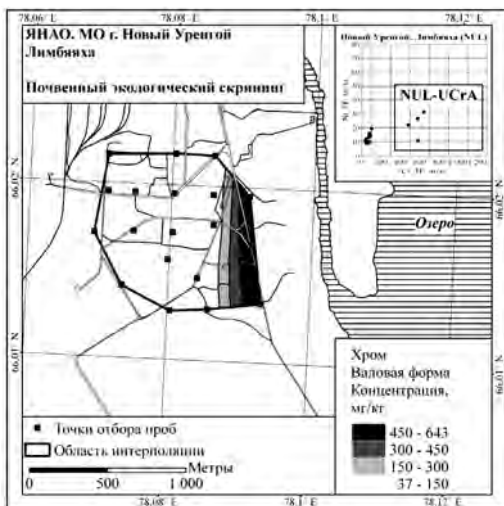 78.06° E
78.08° E
78.1° E
78.12° E
ЯНАО. МО г. Новый Уренгой
Лимбяяха
Почвенный экологический скрининг
Новый Уренгой. Лимбяяха (NUL)
NUL-UCrA
66.02° N
66.02° N
Озеро
66.01° N
66.01° N
Хром
Валовая форма
Концентрация,
мг/кг
450 - 643
300 - 450
150 - 300
37 - 150
Точки отбора проб
Область интерполяции
Метры
0
500
1 000
78.08° E
78.1° E
78.12° E